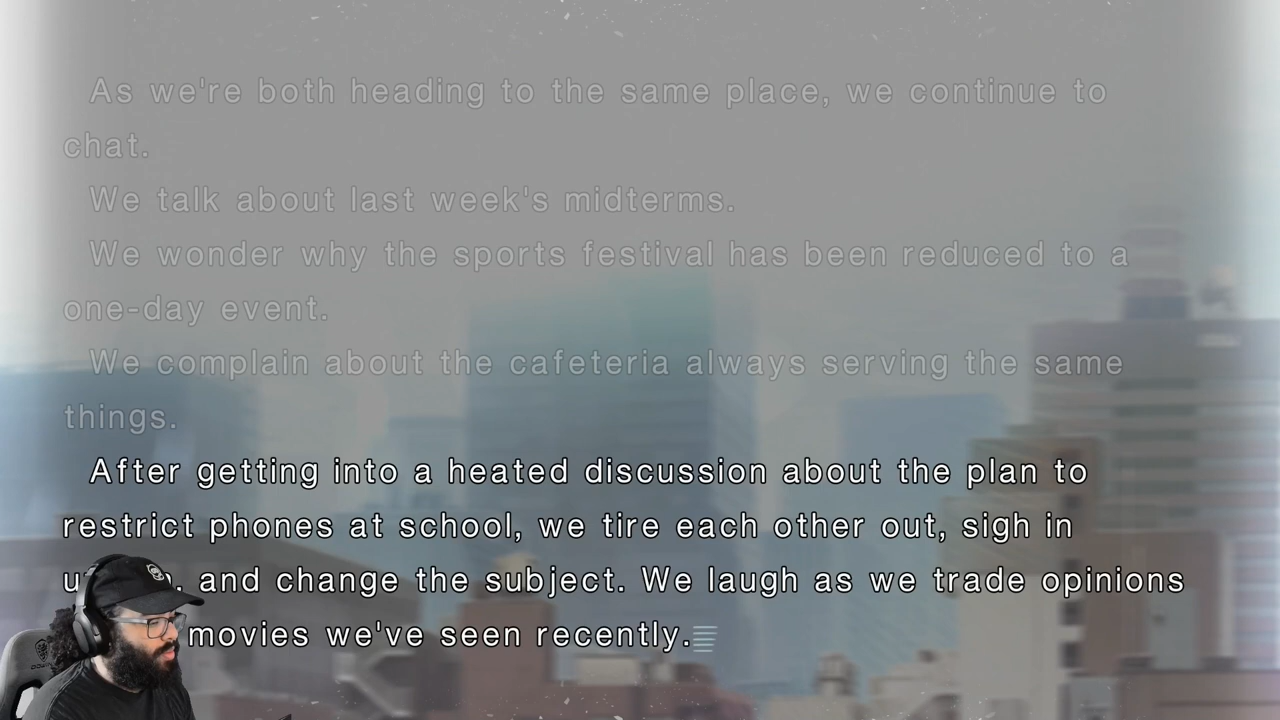 As we're both heading to the same place, we continue to
chat.
We talk about last week's midterms.
We wonder why the sports festival has been reduced to a
one-day event.
We complain about the cafeteria always serving the same
things.
After getting into a heated discussion about the plan to
restrict phones at school, we tire each other out, sigh in
and change the subject. We laugh as we trade opinions
movies we've seen recently.